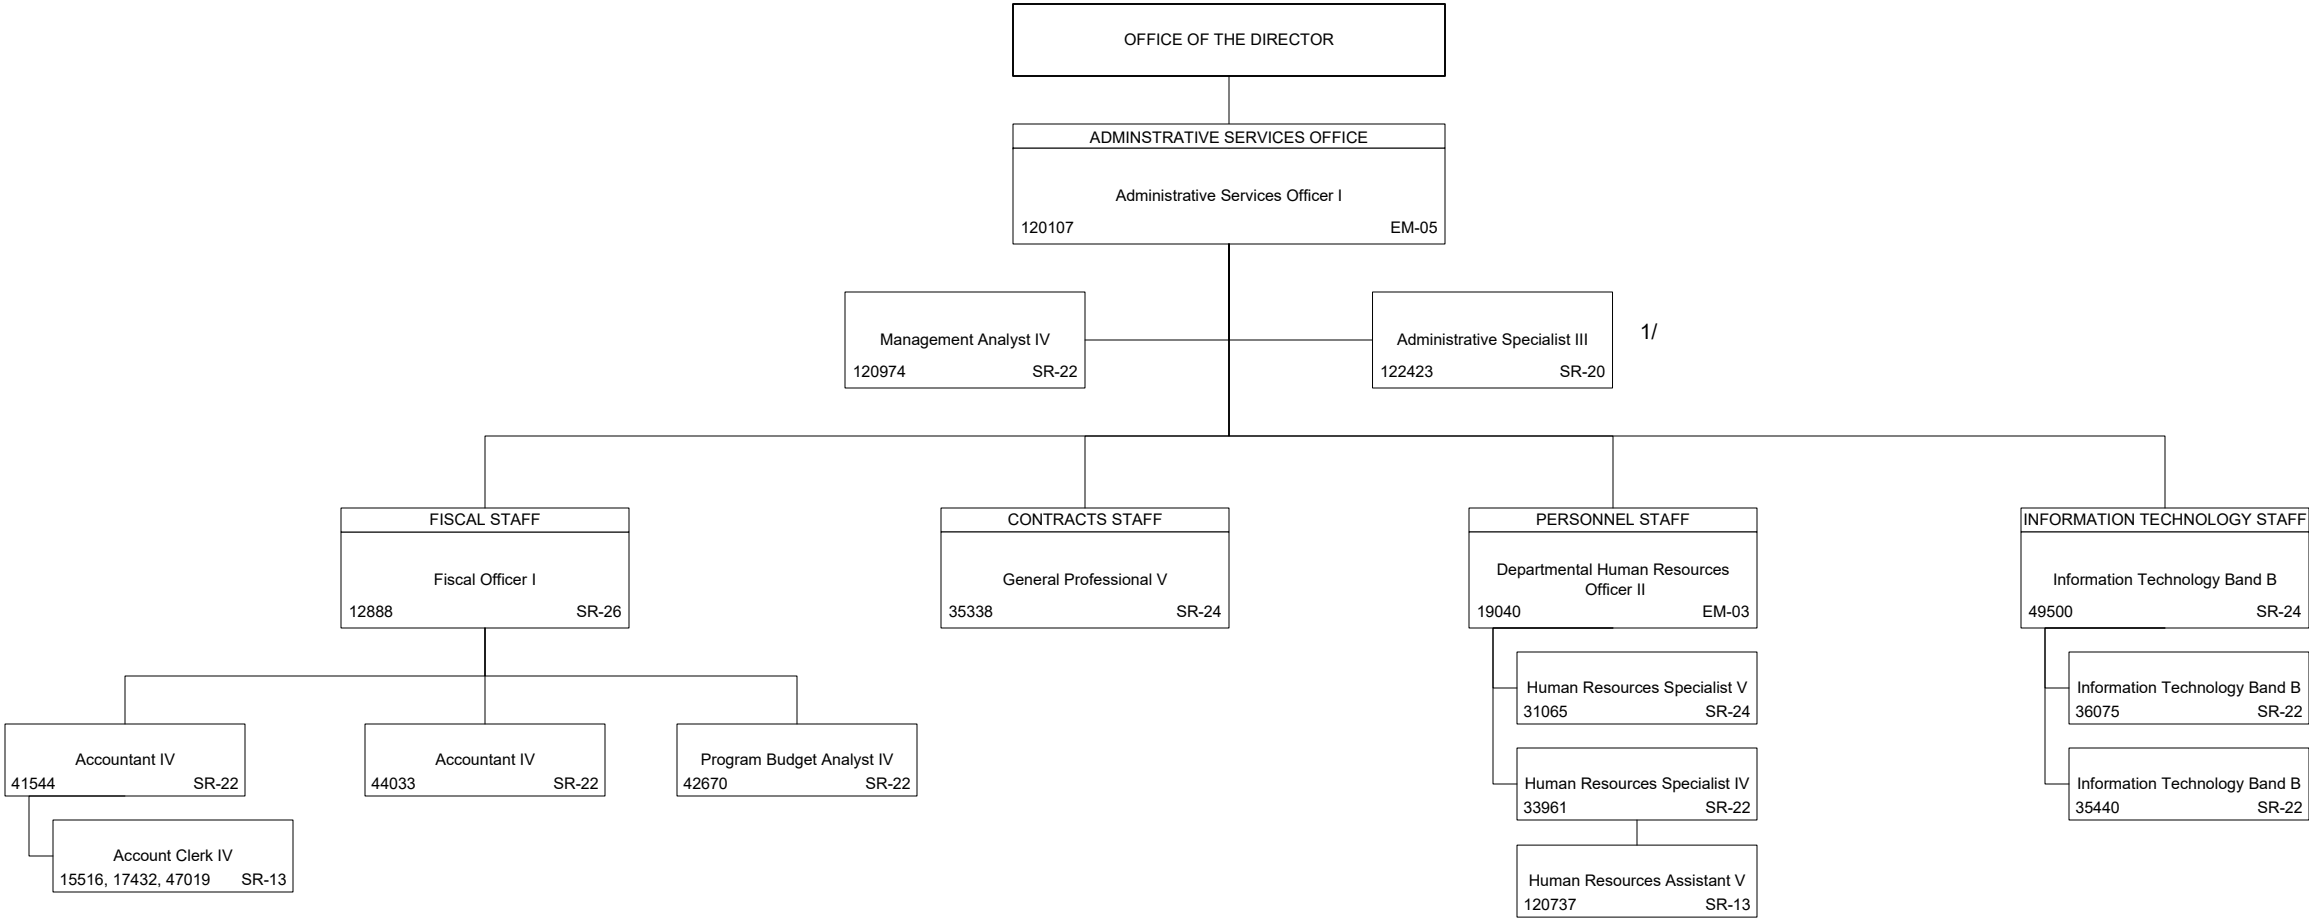 OFFICE OF THE DIRECTOR
ADMINSTRATIVE SERVICES OFFICE
Administrative Services Officer I
120107 EM-05
Management Analyst IV
120974 SR-22
Administrative Specialist III
122423 SR-20
1/
FISCAL STAFF
Fiscal Officer I
12888 SR-26
CONTRACTS STAFF
General Professional V
35338 SR-24
PERSONNEL STAFF
Departmental Human Resources
Officer II
19040 EM-03
INFORMATION TECHNOLOGY STAFF
Information Technology Band B
49500 SR-24
Accountant IV
41544 SR-22
Account Clerk IV
15516, 17432, 47019 SR-13
Accountant IV
44033 SR-22
Program Budget Analyst IV
42670 SR-22
Human Resources Specialist V
31065 SR-24
Human Resources Specialist IV
33961 SR-22
Human Resources Assistant V
120737 SR-13
Information Technology Band B
36075 SR-22
Information Technology Band B
35440 SR-22